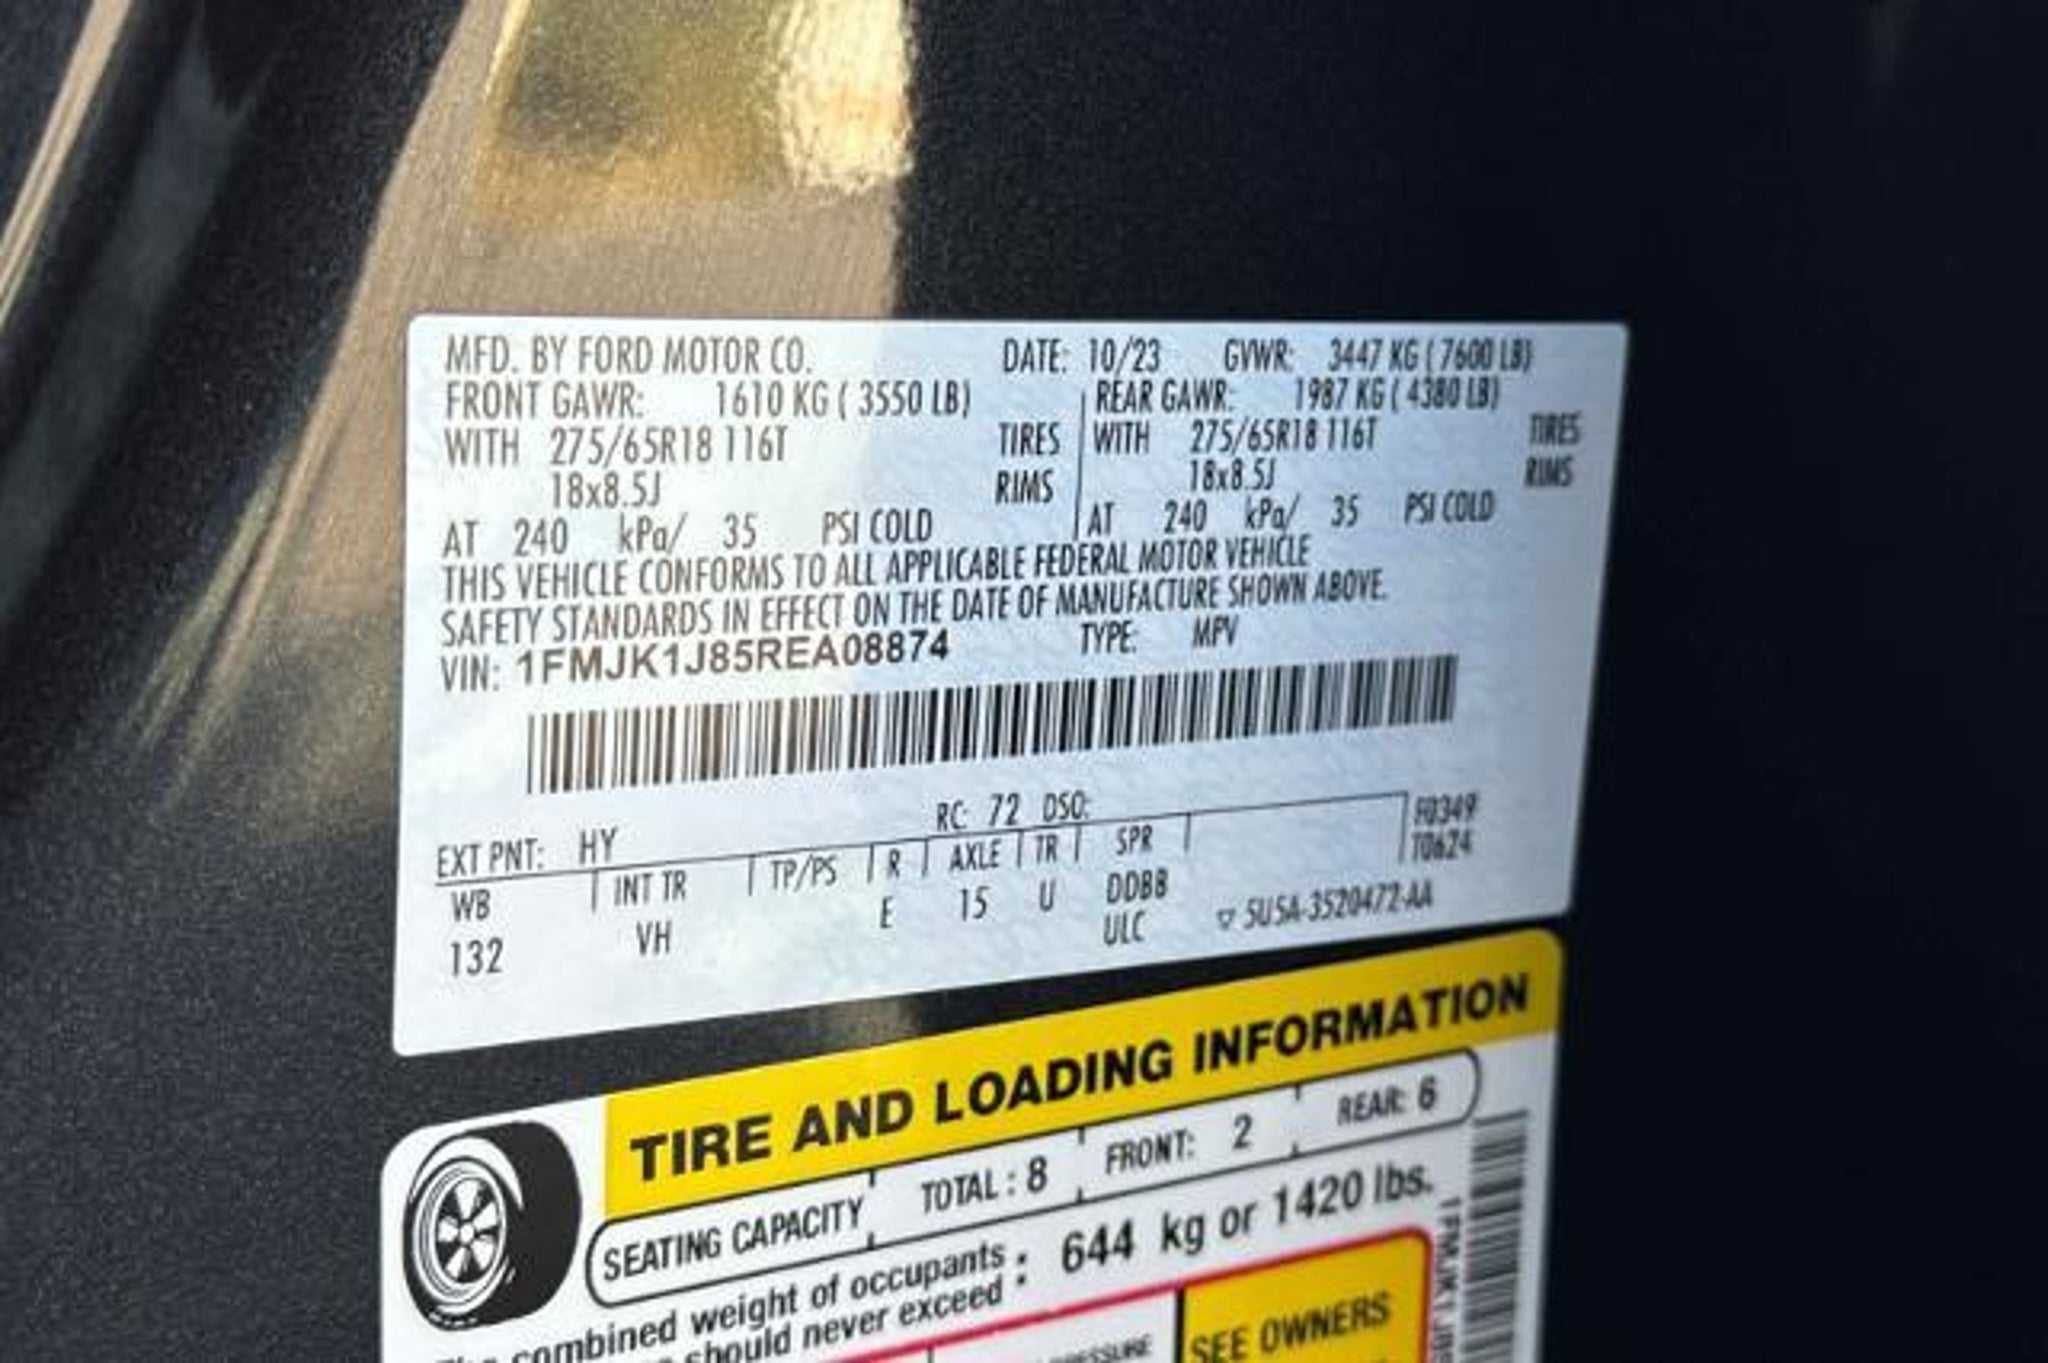 MFD. BY FORD MOTOR CO. DATE: 10/23 GVWR: 3447 KG ( 7600 LB)
FRONT GAWR: 1610 KG ( 3550 LB) REAR GAWR: 1987 KG ( 4380 LB)
WITH 275/65R18 116T TIRES WITH 275/65R18 116T TIRES
18x8.5J RIMS 18x8.5J RIMS
AT 240 kPa/ 35 PSI COLD AT 240 kPa/ 35 PSI COLD
THIS VEHICLE CONFORMS TO ALL APPLICABLE FEDERAL MOTOR VEHICLE
SAFETY STANDARDS IN EFFECT ON THE DATE OF MANUFACTURE SHOWN ABOVE.
VIN: 1FMJK1J85REA08874 TYPE: MPV
RC: 72 DSO: F0349
EXT PNT: HY T0624
WB INT TR TP/PS R AXLE TR SPR
132 VH E 15 U DDBB
ULC ▽ 5U5A-3520472-AA
TIRE AND LOADING INFORMATION
SEATING CAPACITY TOTAL : 8 FRONT: 2 REAR: 6
combined weight of occupants : 644 kg or 1420 lbs.
should never exceed
SEE OWNERS